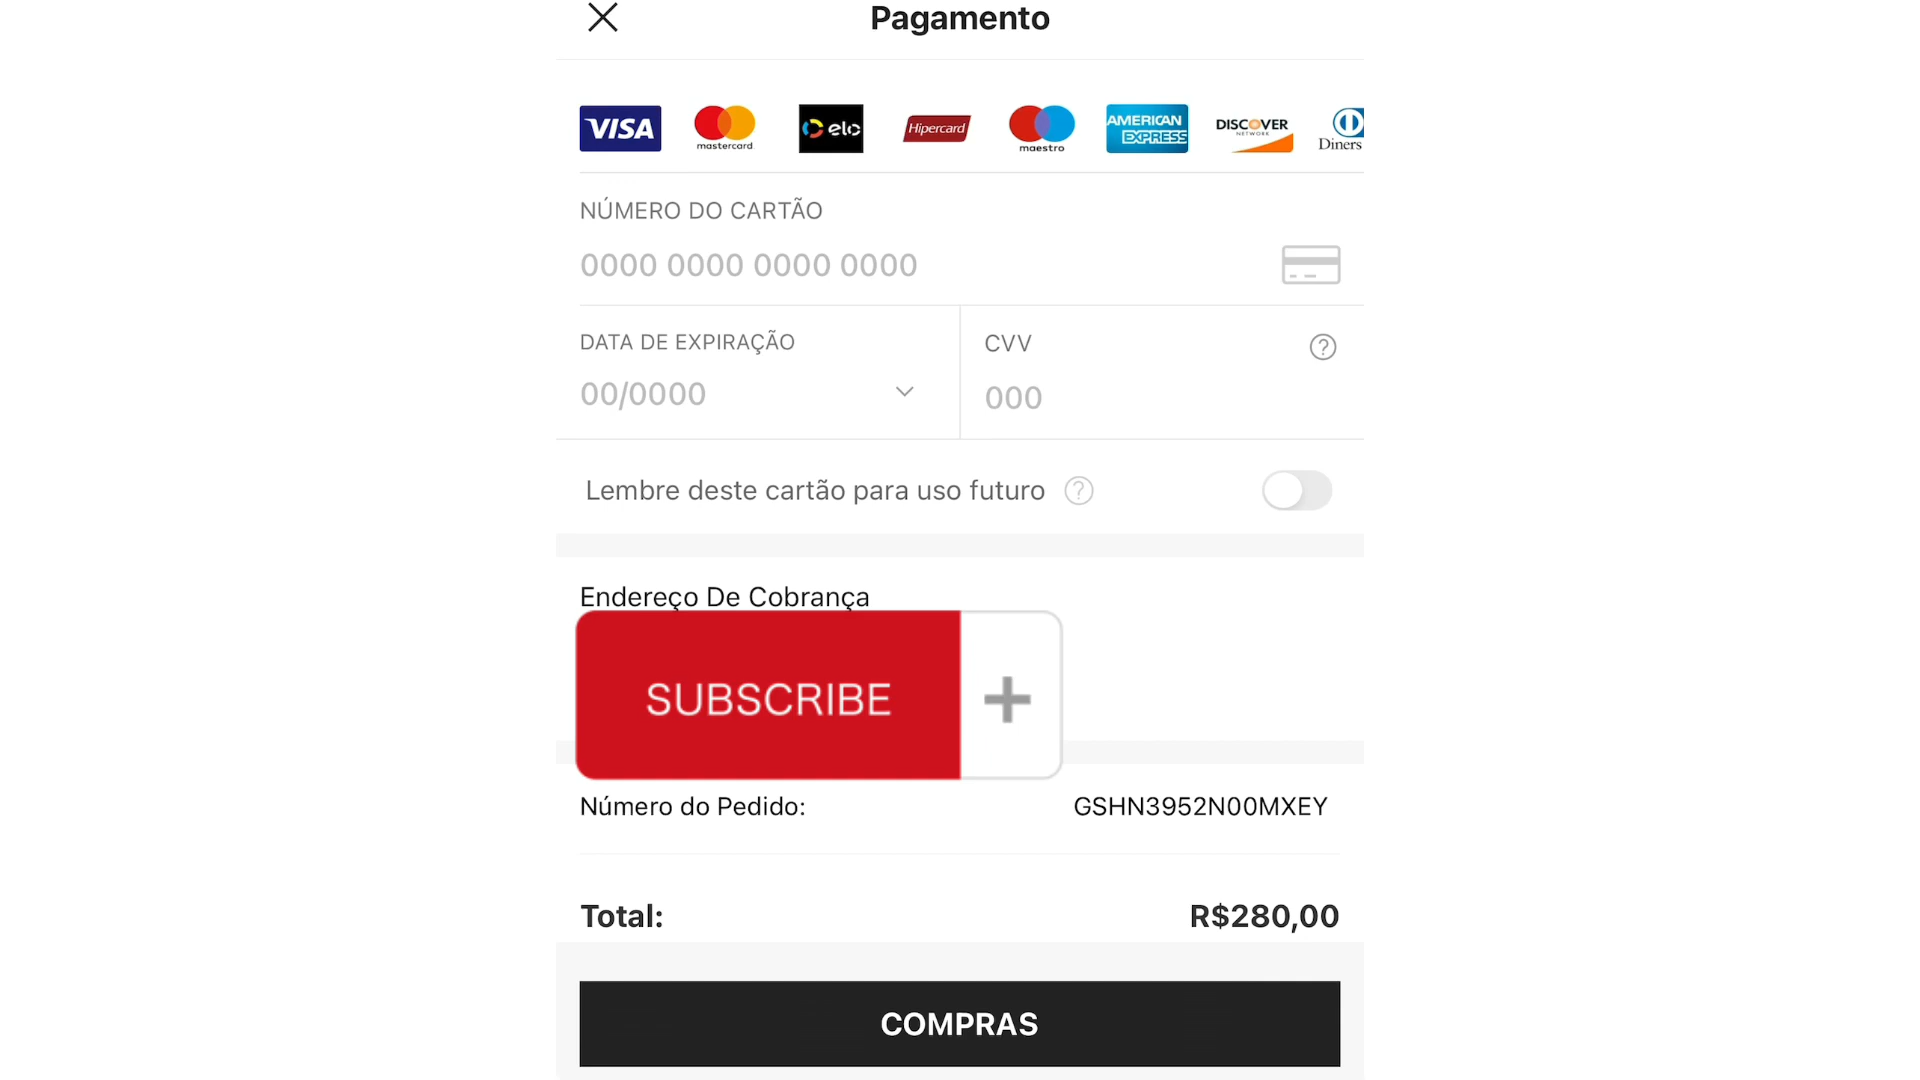 Pagamento
VISA mastercard elo Hipercard maestro AMERICAN EXPRESS DISCOVER NETWORK Diners
NÚMERO DO CARTÃO
0000 0000 0000 0000
DATA DE EXPIRAÇÃO CVV
00/0000 000
Lembre deste cartão para uso futuro
Endereço De Cobrança
SUBSCRIBE
Número do Pedido: GSHN3952N00MXEY
Total: R$280,00
COMPRAS